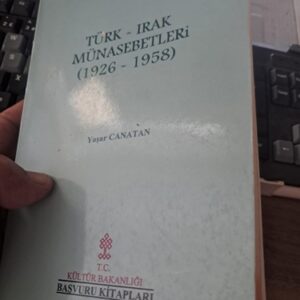 TÜRK - IRAK
MÜNASEBETLERİ
(1926 - 1958)
Yaşar CANATAN
T.C.
KÜLTÜR BAKANLIĞI
BAŞVURU KİTAPLARI